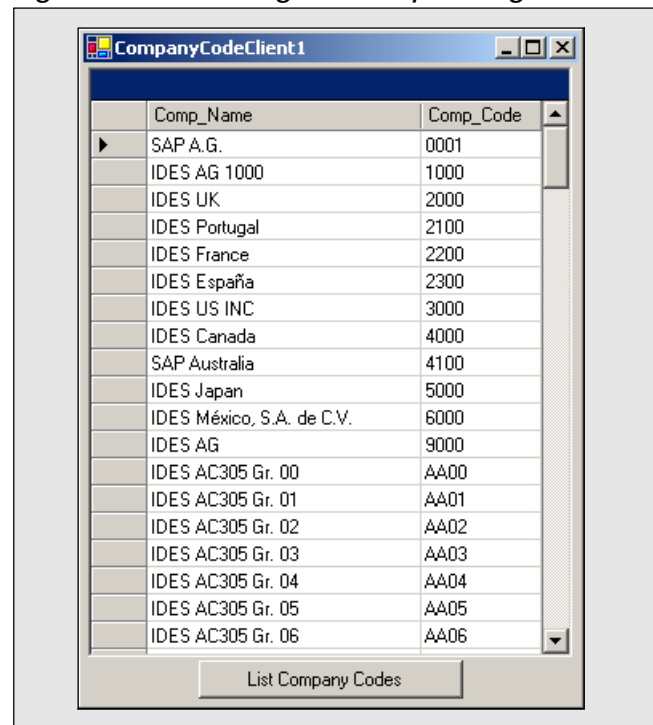 CompanyCodeClient1
Comp_Name Comp_Code
SAP A.G. 0001
IDES AG 1000 1000
IDES UK 2000
IDES Portugal 2100
IDES France 2200
IDES España 2300
IDES US INC 3000
IDES Canada 4000
SAP Australia 4100
IDES Japan 5000
IDES México, S.A. de C.V. 6000
IDES AG 9000
IDES AC305 Gr. 00 AA00
IDES AC305 Gr. 01 AA01
IDES AC305 Gr. 02 AA02
IDES AC305 Gr. 03 AA03
IDES AC305 Gr. 04 AA04
IDES AC305 Gr. 05 AA05
IDES AC305 Gr. 06 AA06
List Company Codes